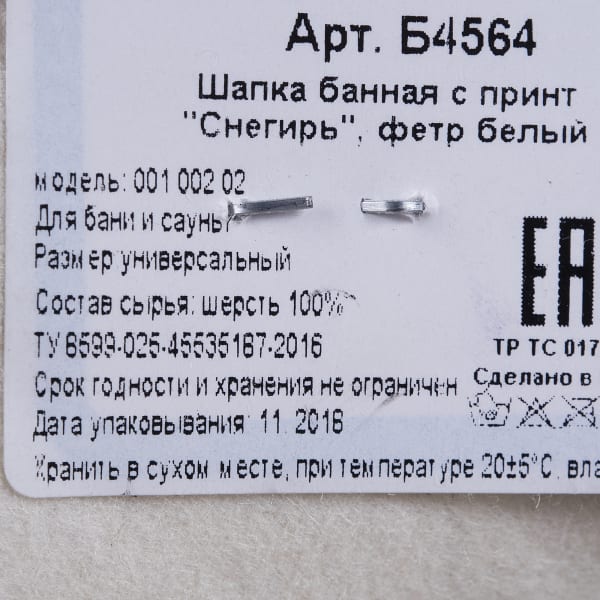 Арт. Б4564
Шапка банная с принт
"Снегирь", фетр белый
модель: 001 002 02
Для бани и сауны
Размер универсальный
EAC
Состав сырья: шерсть 100%
ТУ 8599-025-45535187-2016
ТР ТС 017
Срок годности и хранения не ограничен
Сделано в
Дата упаковывания: 11. 2018
Хранить в сухом месте, при температуре 20±5°C, вла